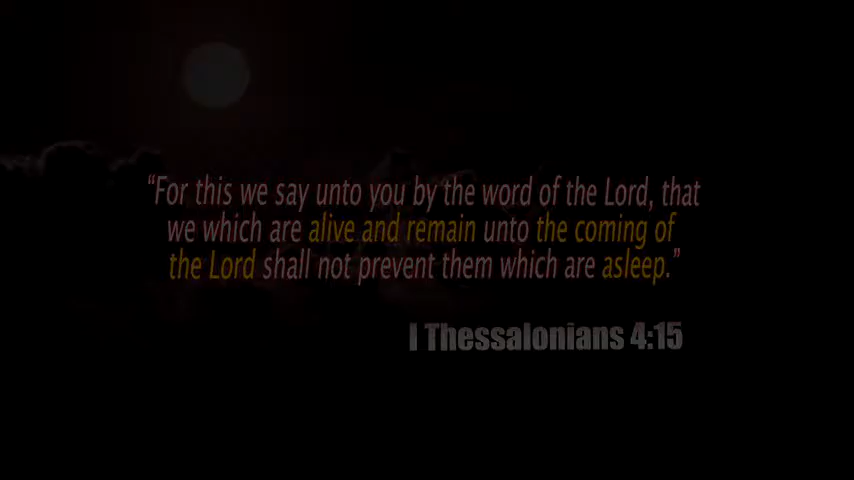 “For this we say unto you by the word of the Lord, that
we which are alive and remain unto the coming of
the Lord shall not prevent them which are asleep.”
I Thessalonians 4:15